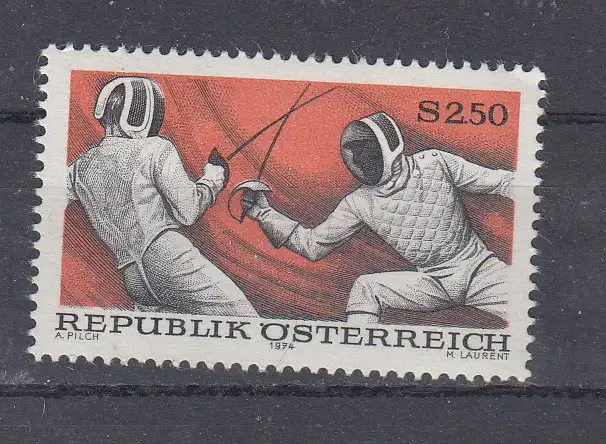 S2.50
REPUBLIK ÖSTERREICH
A. PILCH 1974 M. LAURENT